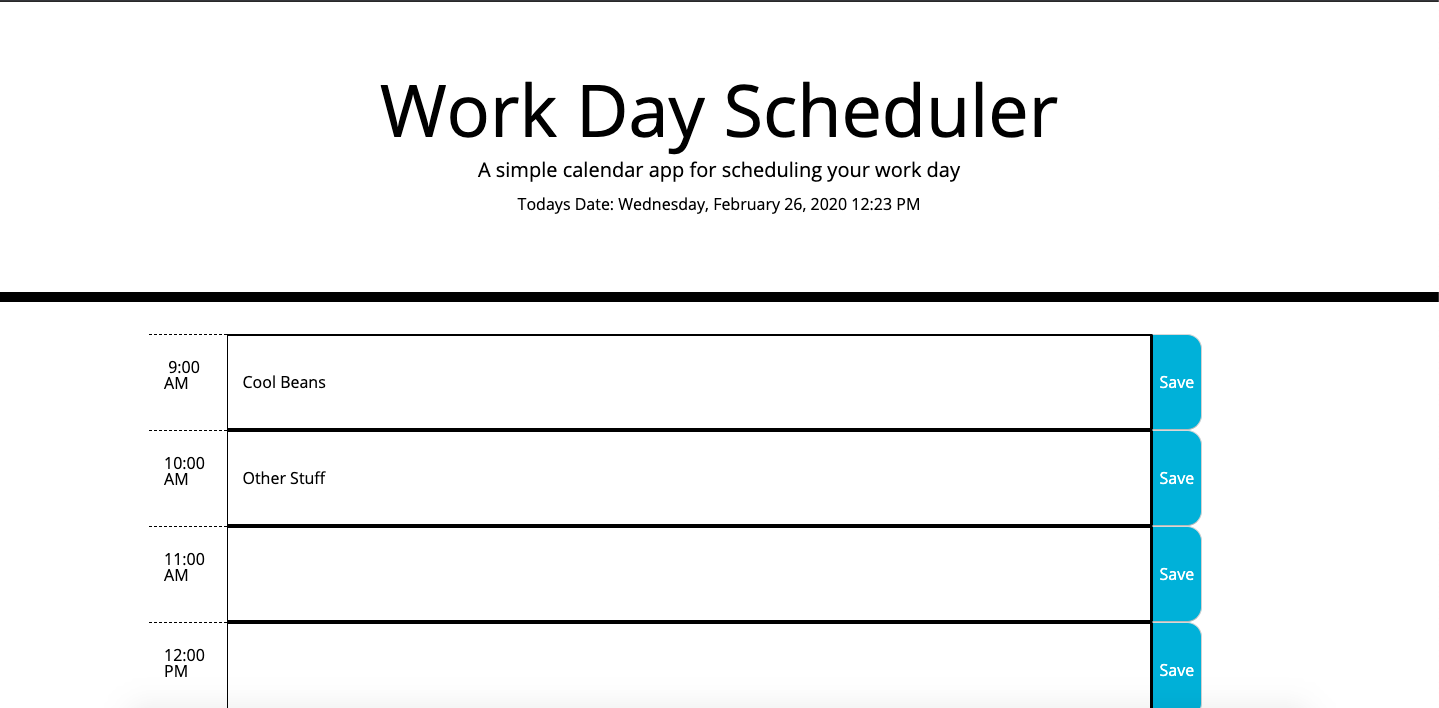 Work Day Scheduler
A simple calendar app for scheduling your work day
Todays Date: Wednesday, February 26, 2020 12:23 PM
9:00
AM
Cool Beans
Save
10:00
AM
Other Stuff
Save
11:00
AM
Save
12:00
PM
Save